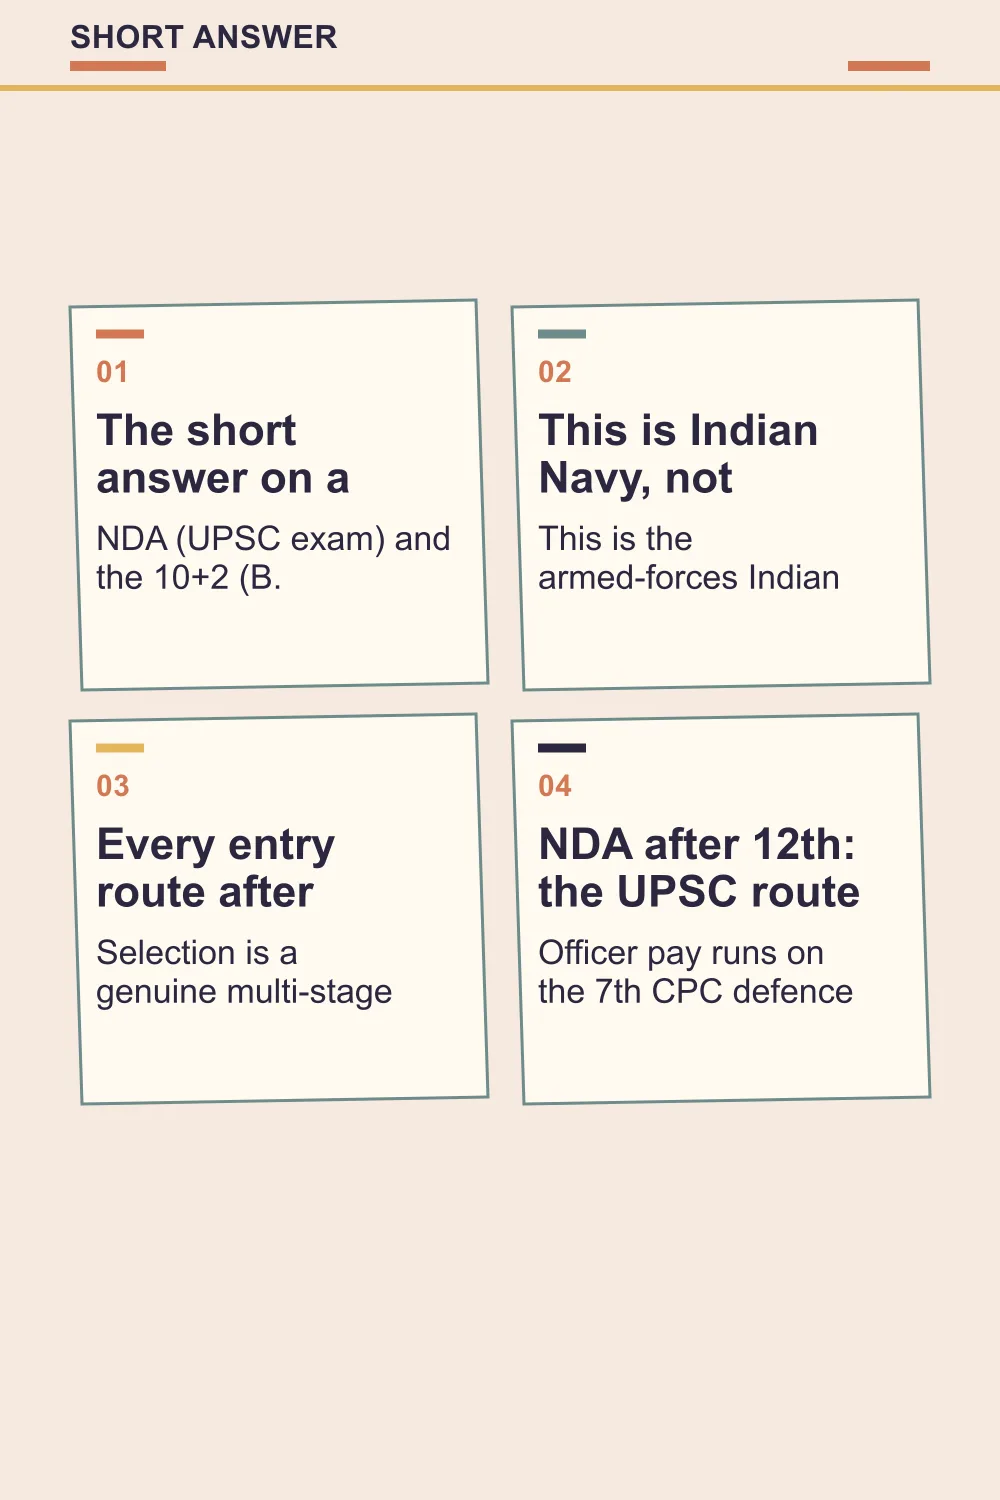 SHORT ANSWER
01
The short
answer on a
NDA (UPSC exam) and
the 10+2 (B.
02
This is Indian
Navy, not
This is the
armed-forces Indian
03
Every entry
route after
Selection is a
genuine multi-stage
04
NDA after 12th:
the UPSC route
Officer pay runs on
the 7th CPC defence